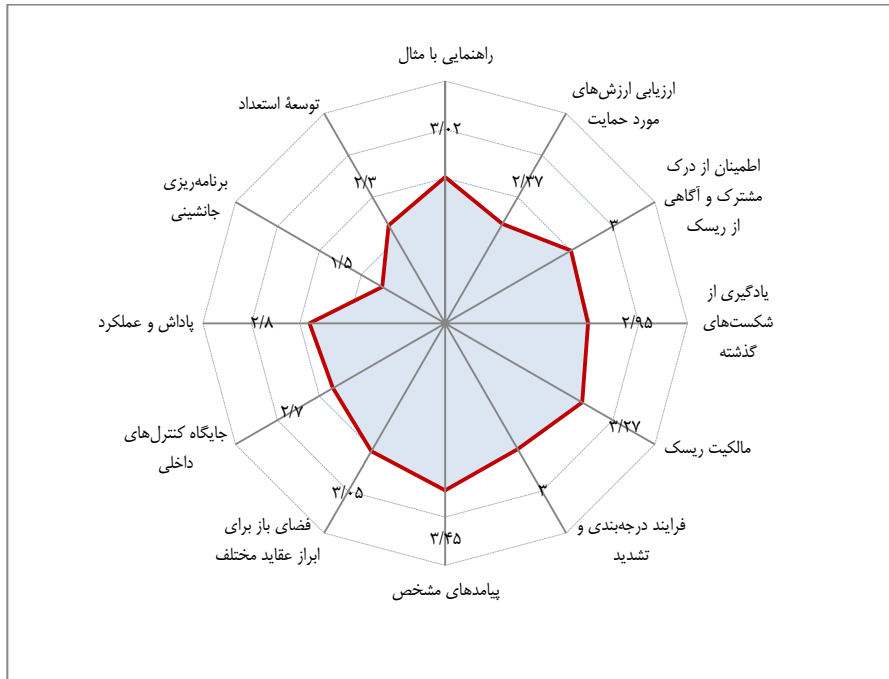 راهنمایی با مثال
۳/۰۲
ارزیابی ارزش‌های
مورد حمایت
۲/۳۷
اطمینان از درک
مشترک و آگاهی
از ریسک
۳
یادگیری از
شکست‌های
گذشته
۲/۹۵
مالکیت ریسک
۳/۲۷
فرایند درجه‌بندی و
تشدید
۳
پیامدهای مشخص
۳/۴۵
فضای باز برای
ابراز عقاید مختلف
۳/۰۵
جایگاه کنترل‌های
داخلی
۲/۷
پاداش و عملکرد
۲/۸
برنامه‌ریزی
جانشینی
۱/۵
توسعهٔ استعداد
۲/۳